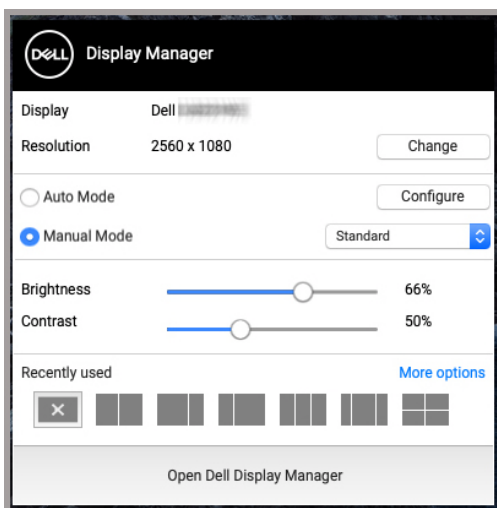 DELL Display Manager
Display Dell
Resolution 2560 x 1080 Change
Auto Mode Configure
Manual Mode Standard
Brightness 66%
Contrast 50%
Recently used More options
Open Dell Display Manager